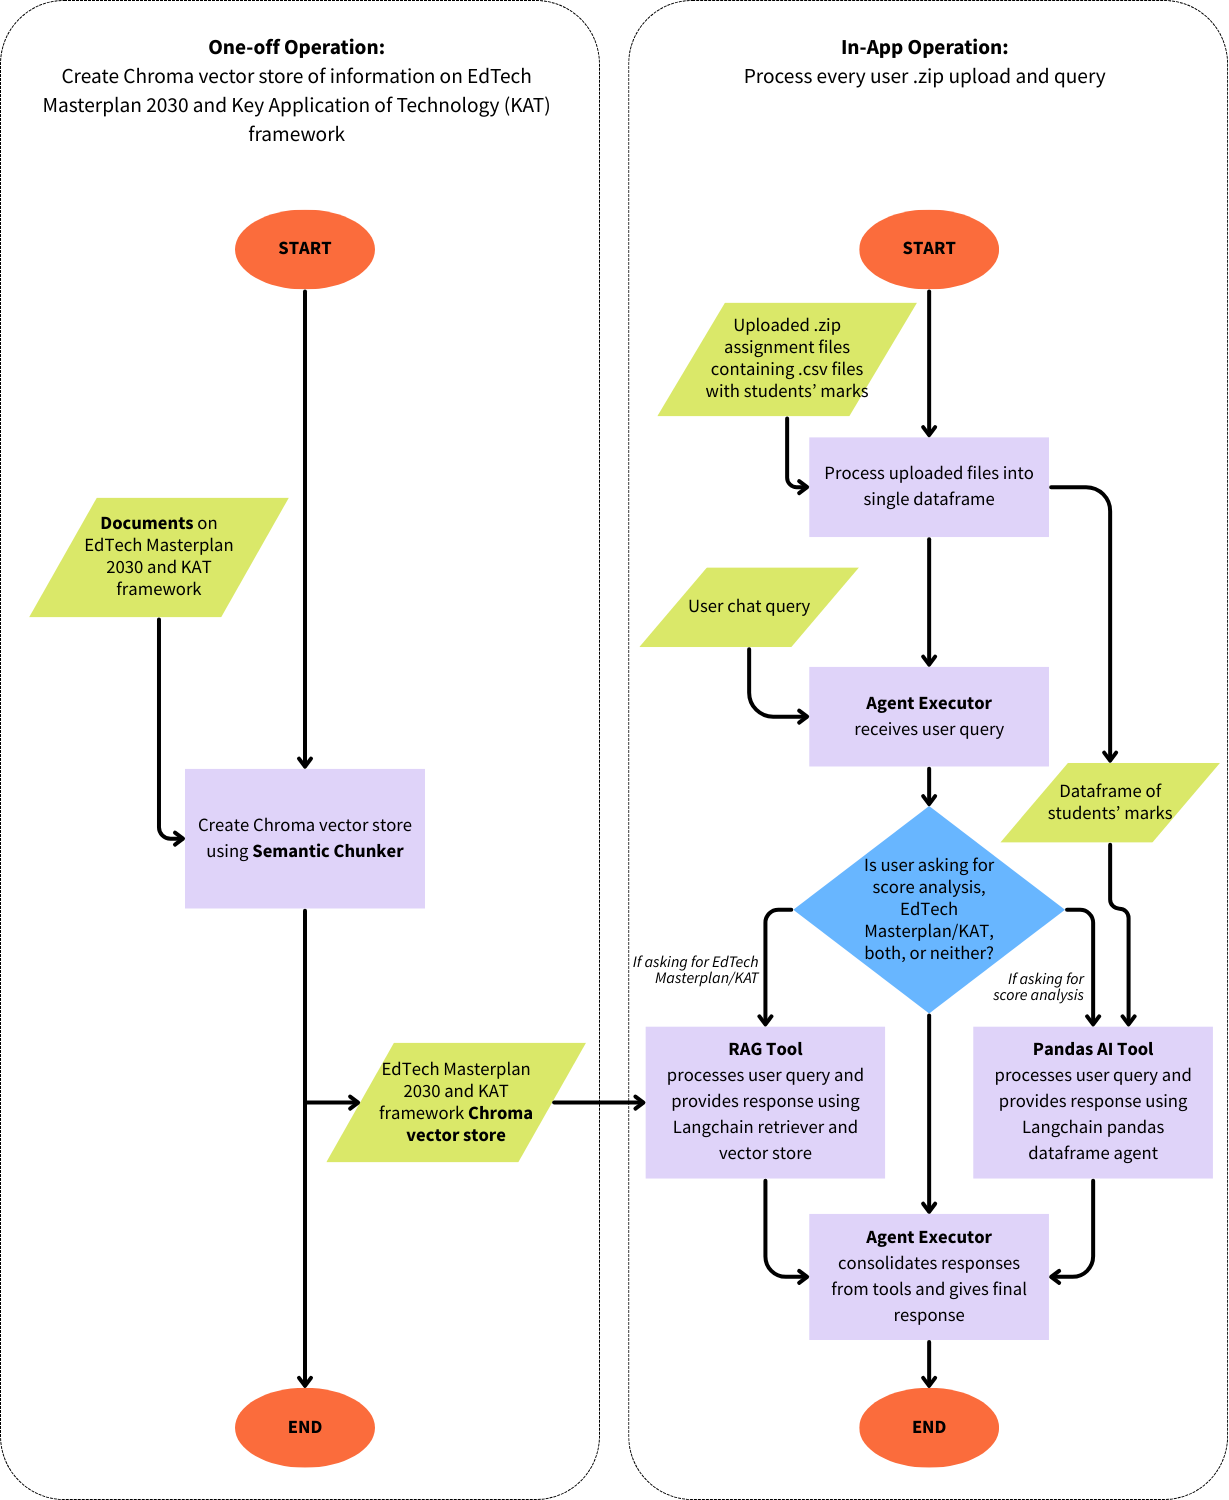 One-off Operation:
Create Chroma vector store of information on EdTech
Masterplan 2030 and Key Application of Technology (KAT)
framework
START
Documents on
EdTech Masterplan
2030 and KAT
framework
Create Chroma vector store
using Semantic Chunker
EdTech Masterplan
2030 and KAT
framework Chroma
vector store
END
In-App Operation:
Process every user .zip upload and query
START
Uploaded .zip
assignment files
containing .csv files
with students’ marks
Process uploaded files into
single dataframe
User chat query
Agent Executor
receives user query
Dataframe of
students’ marks
Is user asking for
score analysis,
EdTech
Masterplan/KAT,
both, or neither?
If asking for EdTech
Masterplan/KAT
If asking for
score analysis
RAG Tool
processes user query and
provides response using
Langchain retriever and
vector store
Pandas AI Tool
processes user query and
provides response using
Langchain pandas
dataframe agent
Agent Executor
consolidates responses
from tools and gives final
response
END